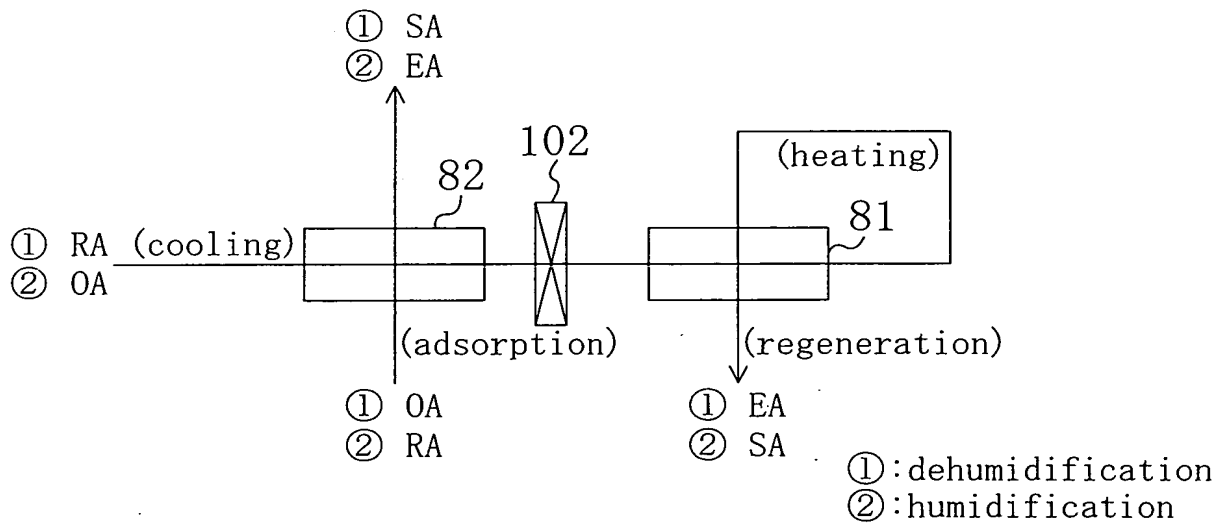 ① SA
② EA
102
(heating)
82
81
① RA (cooling)
② OA
(adsorption)
(regeneration)
① OA
② RA
① EA
② SA
①:dehumidification
②:humidification